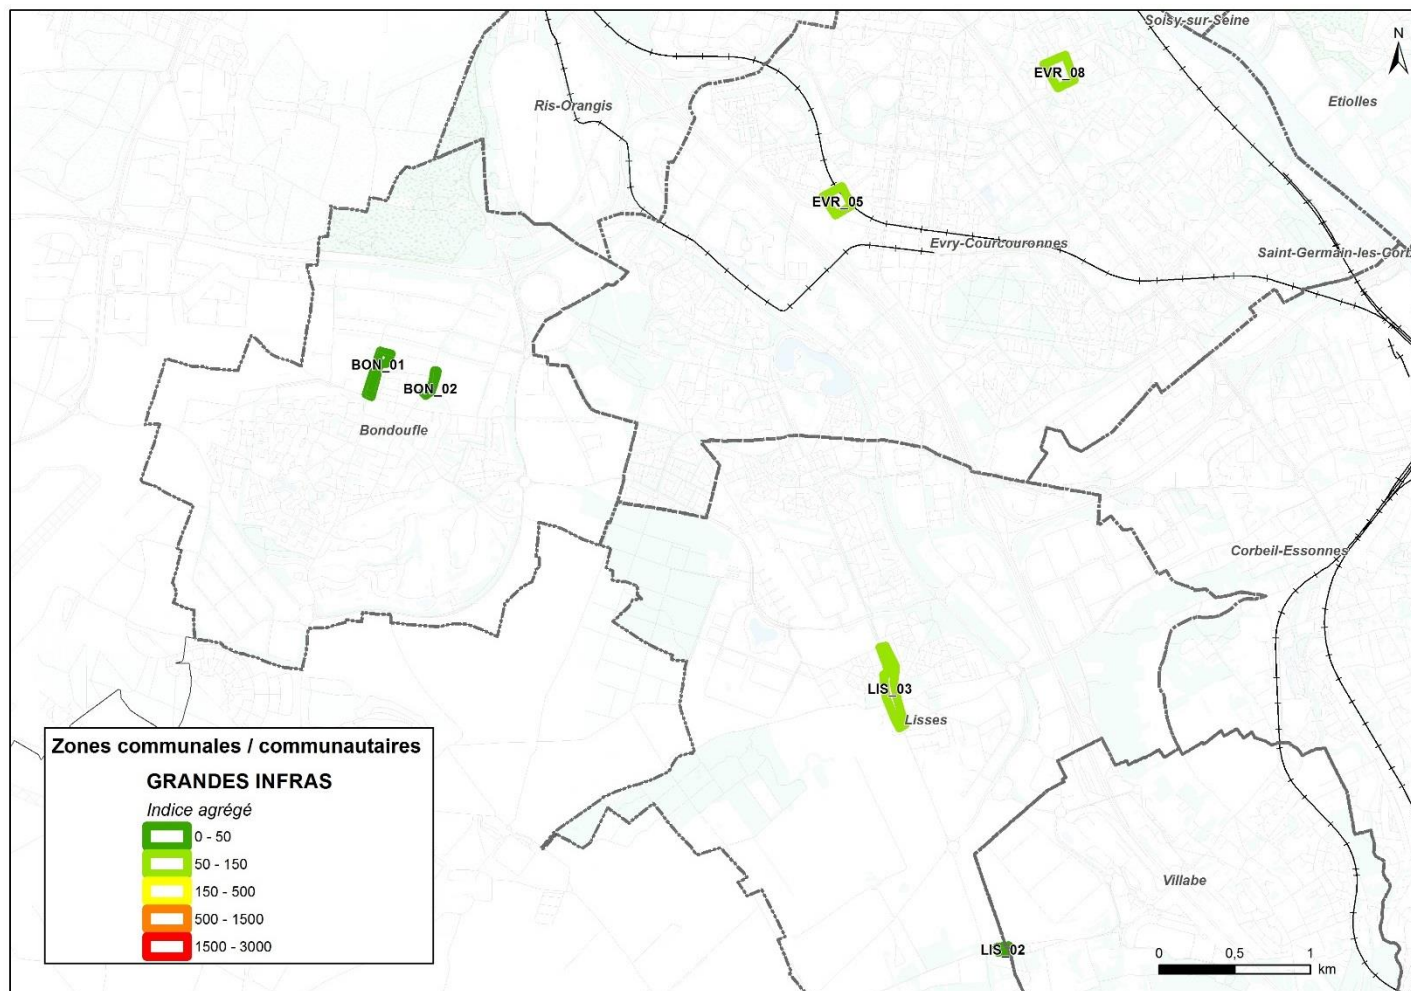 Soisy-sur-Seine
N
EVR_08
Ris-Orangis
Etiolles
EVR_05
Evry-Courcouronnes
Saint-Germain-les-Corb
BON_01
BON_02
Bondoufle
Corbeil-Essonnes
LIS_03
Lisses
Zones communales / communautaires
GRANDES INFRAS
Indice agrégé
0 - 50
50 - 150
150 - 500
500 - 1500
1500 - 3000
Villabe
LIS_02
0 0,5 1
km